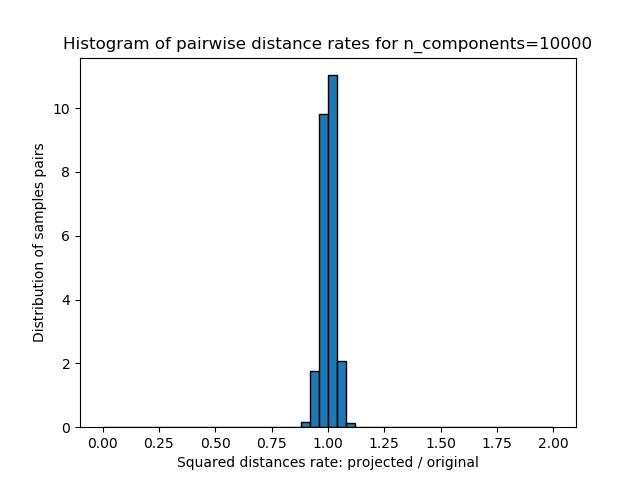 Histogram of pairwise distance rates for n_components=10000
Distribution of samples pairs
10
8
6
4
2
0
0.00 0.25 0.50 0.75 1.00 1.25 1.50 1.75 2.00
Squared distances rate: projected / original